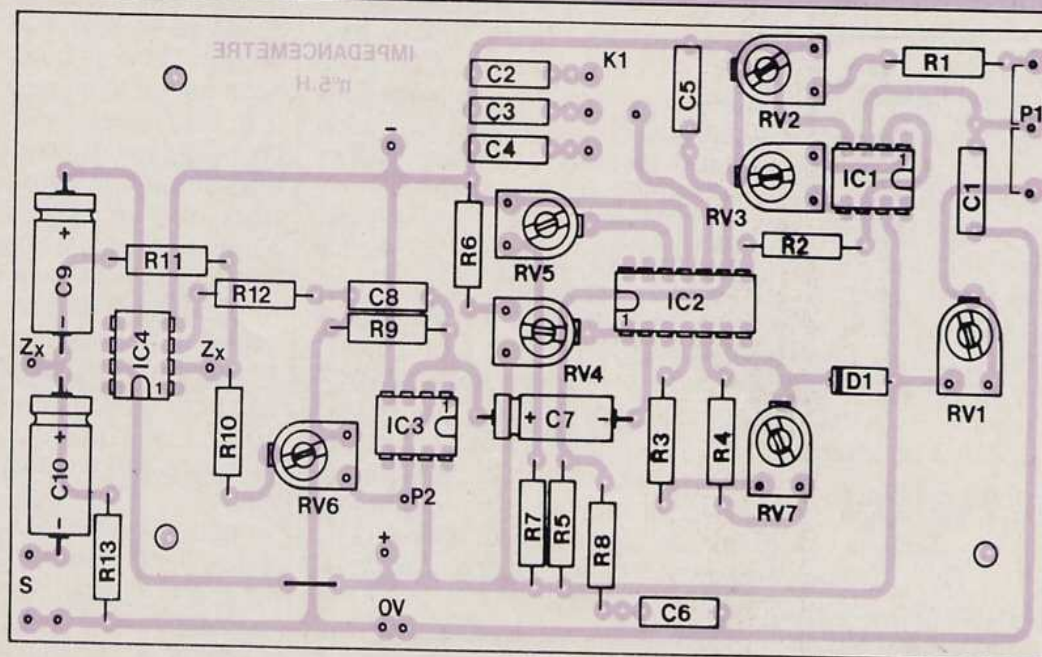 IMPEDANCEMETRE
n°5.H
K1
C2
C3
C4
C5
RV2
R1
P1
-
RV3
IC1
1
C1
R6
RV5
R2
+
C9
-
R11
R12
C8
R9
IC2
1
RV4
Zx
IC4
1
Zx
D1
RV1
+
C10
-
R10
RV6
IC3
1
P2
+ C7 -
R3
R4
RV7
R13
S
+
0V
R7
R5
R8
C6